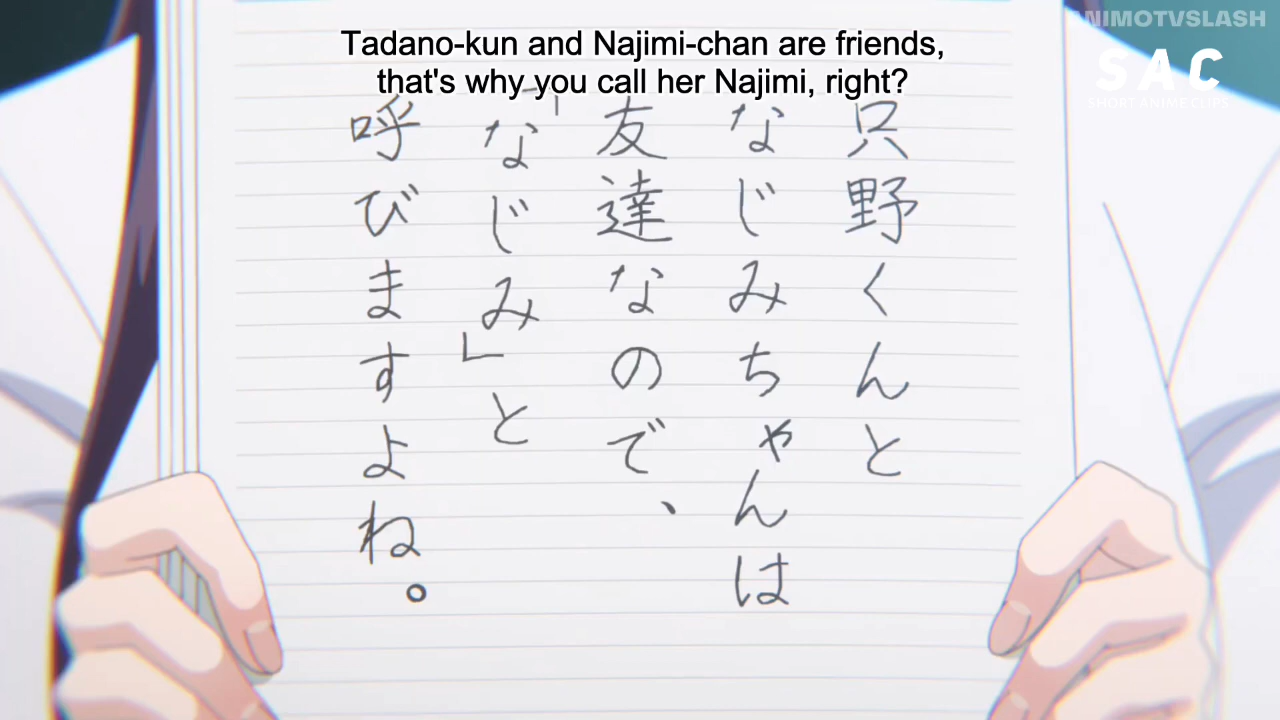 ANIMOTVSLASH
SAC
SHORT ANIME CLIPS
Tadano-kun and Najimi-chan are friends,
that's why you call her Najimi, right?
只野くんと
なじみちゃんは
友達なので、
「なじみ」と
呼びますよね。